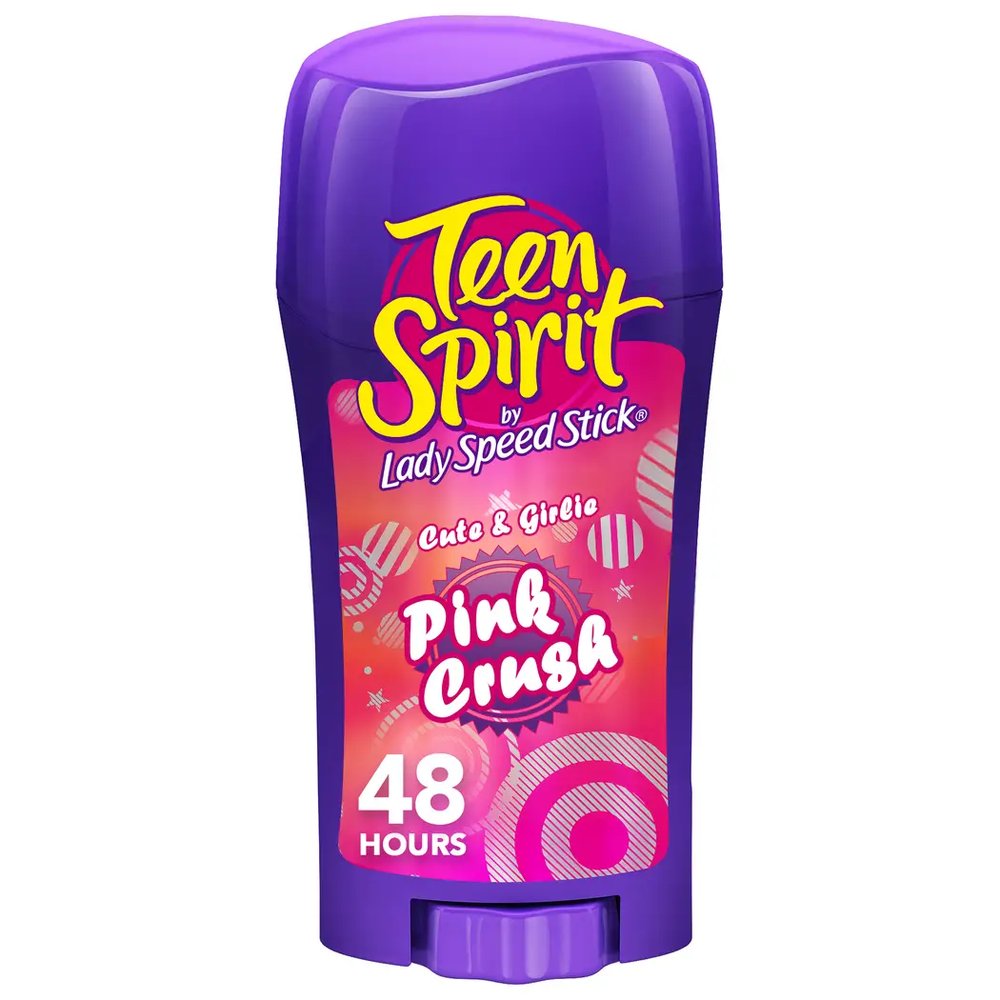 Teen
Spirit
by
Lady Speed Stick®
Cute & Girlie
Pink
Crush
48
HOURS